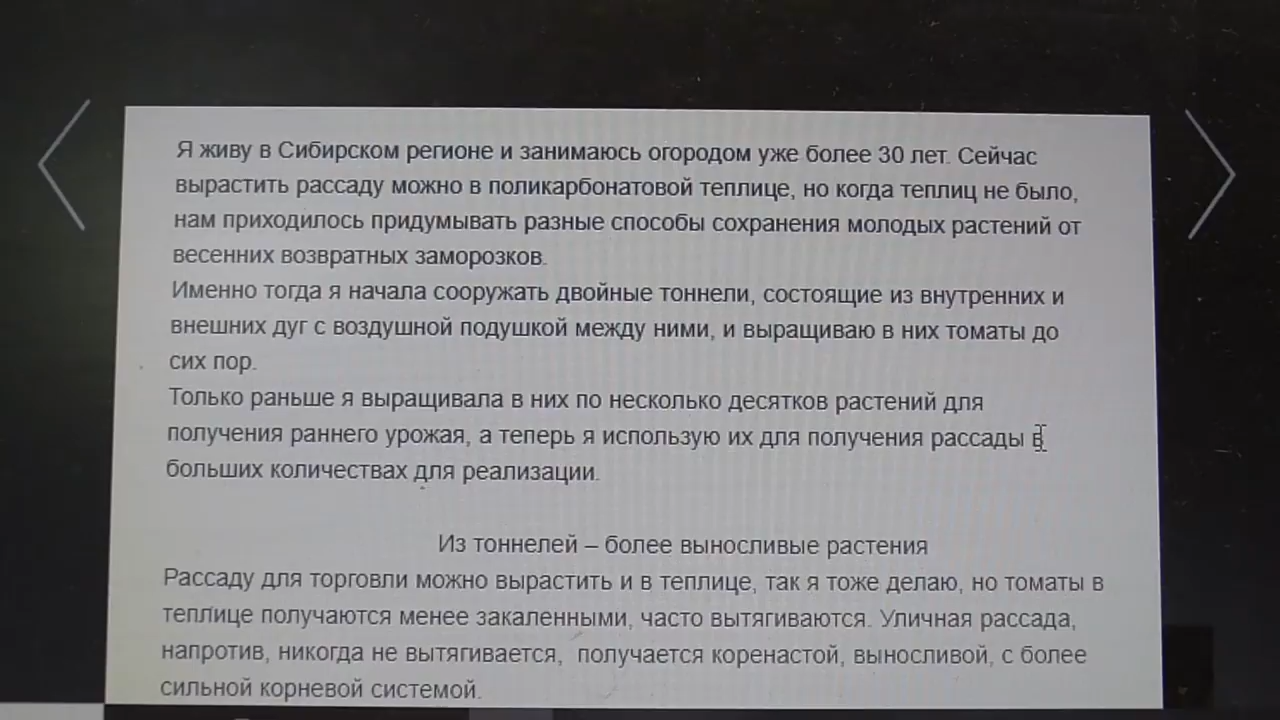 Я живу в Сибирском регионе и занимаюсь огородом уже более 30 лет. Сейчас
вырастить рассаду можно в поликарбонатовой теплице, но когда теплиц не было,
нам приходилось придумывать разные способы сохранения молодых растений от
весенних возвратных заморозков.
Именно тогда я начала сооружать двойные тоннели, состоящие из внутренних и
внешних дуг с воздушной подушкой между ними, и выращиваю в них томаты до
сих пор.
Только раньше я выращивала в них по несколько десятков растений для
получения раннего урожая, а теперь я использую их для получения рассады в
больших количествах для реализации.
Из тоннелей – более выносливые растения
Рассаду для торговли можно вырастить и в теплице, так я тоже делаю, но томаты в
теплице получаются менее закаленными, часто вытягиваются. Уличная рассада,
напротив, никогда не вытягивается, получается коренастой, выносливой, с более
сильной корневой системой.